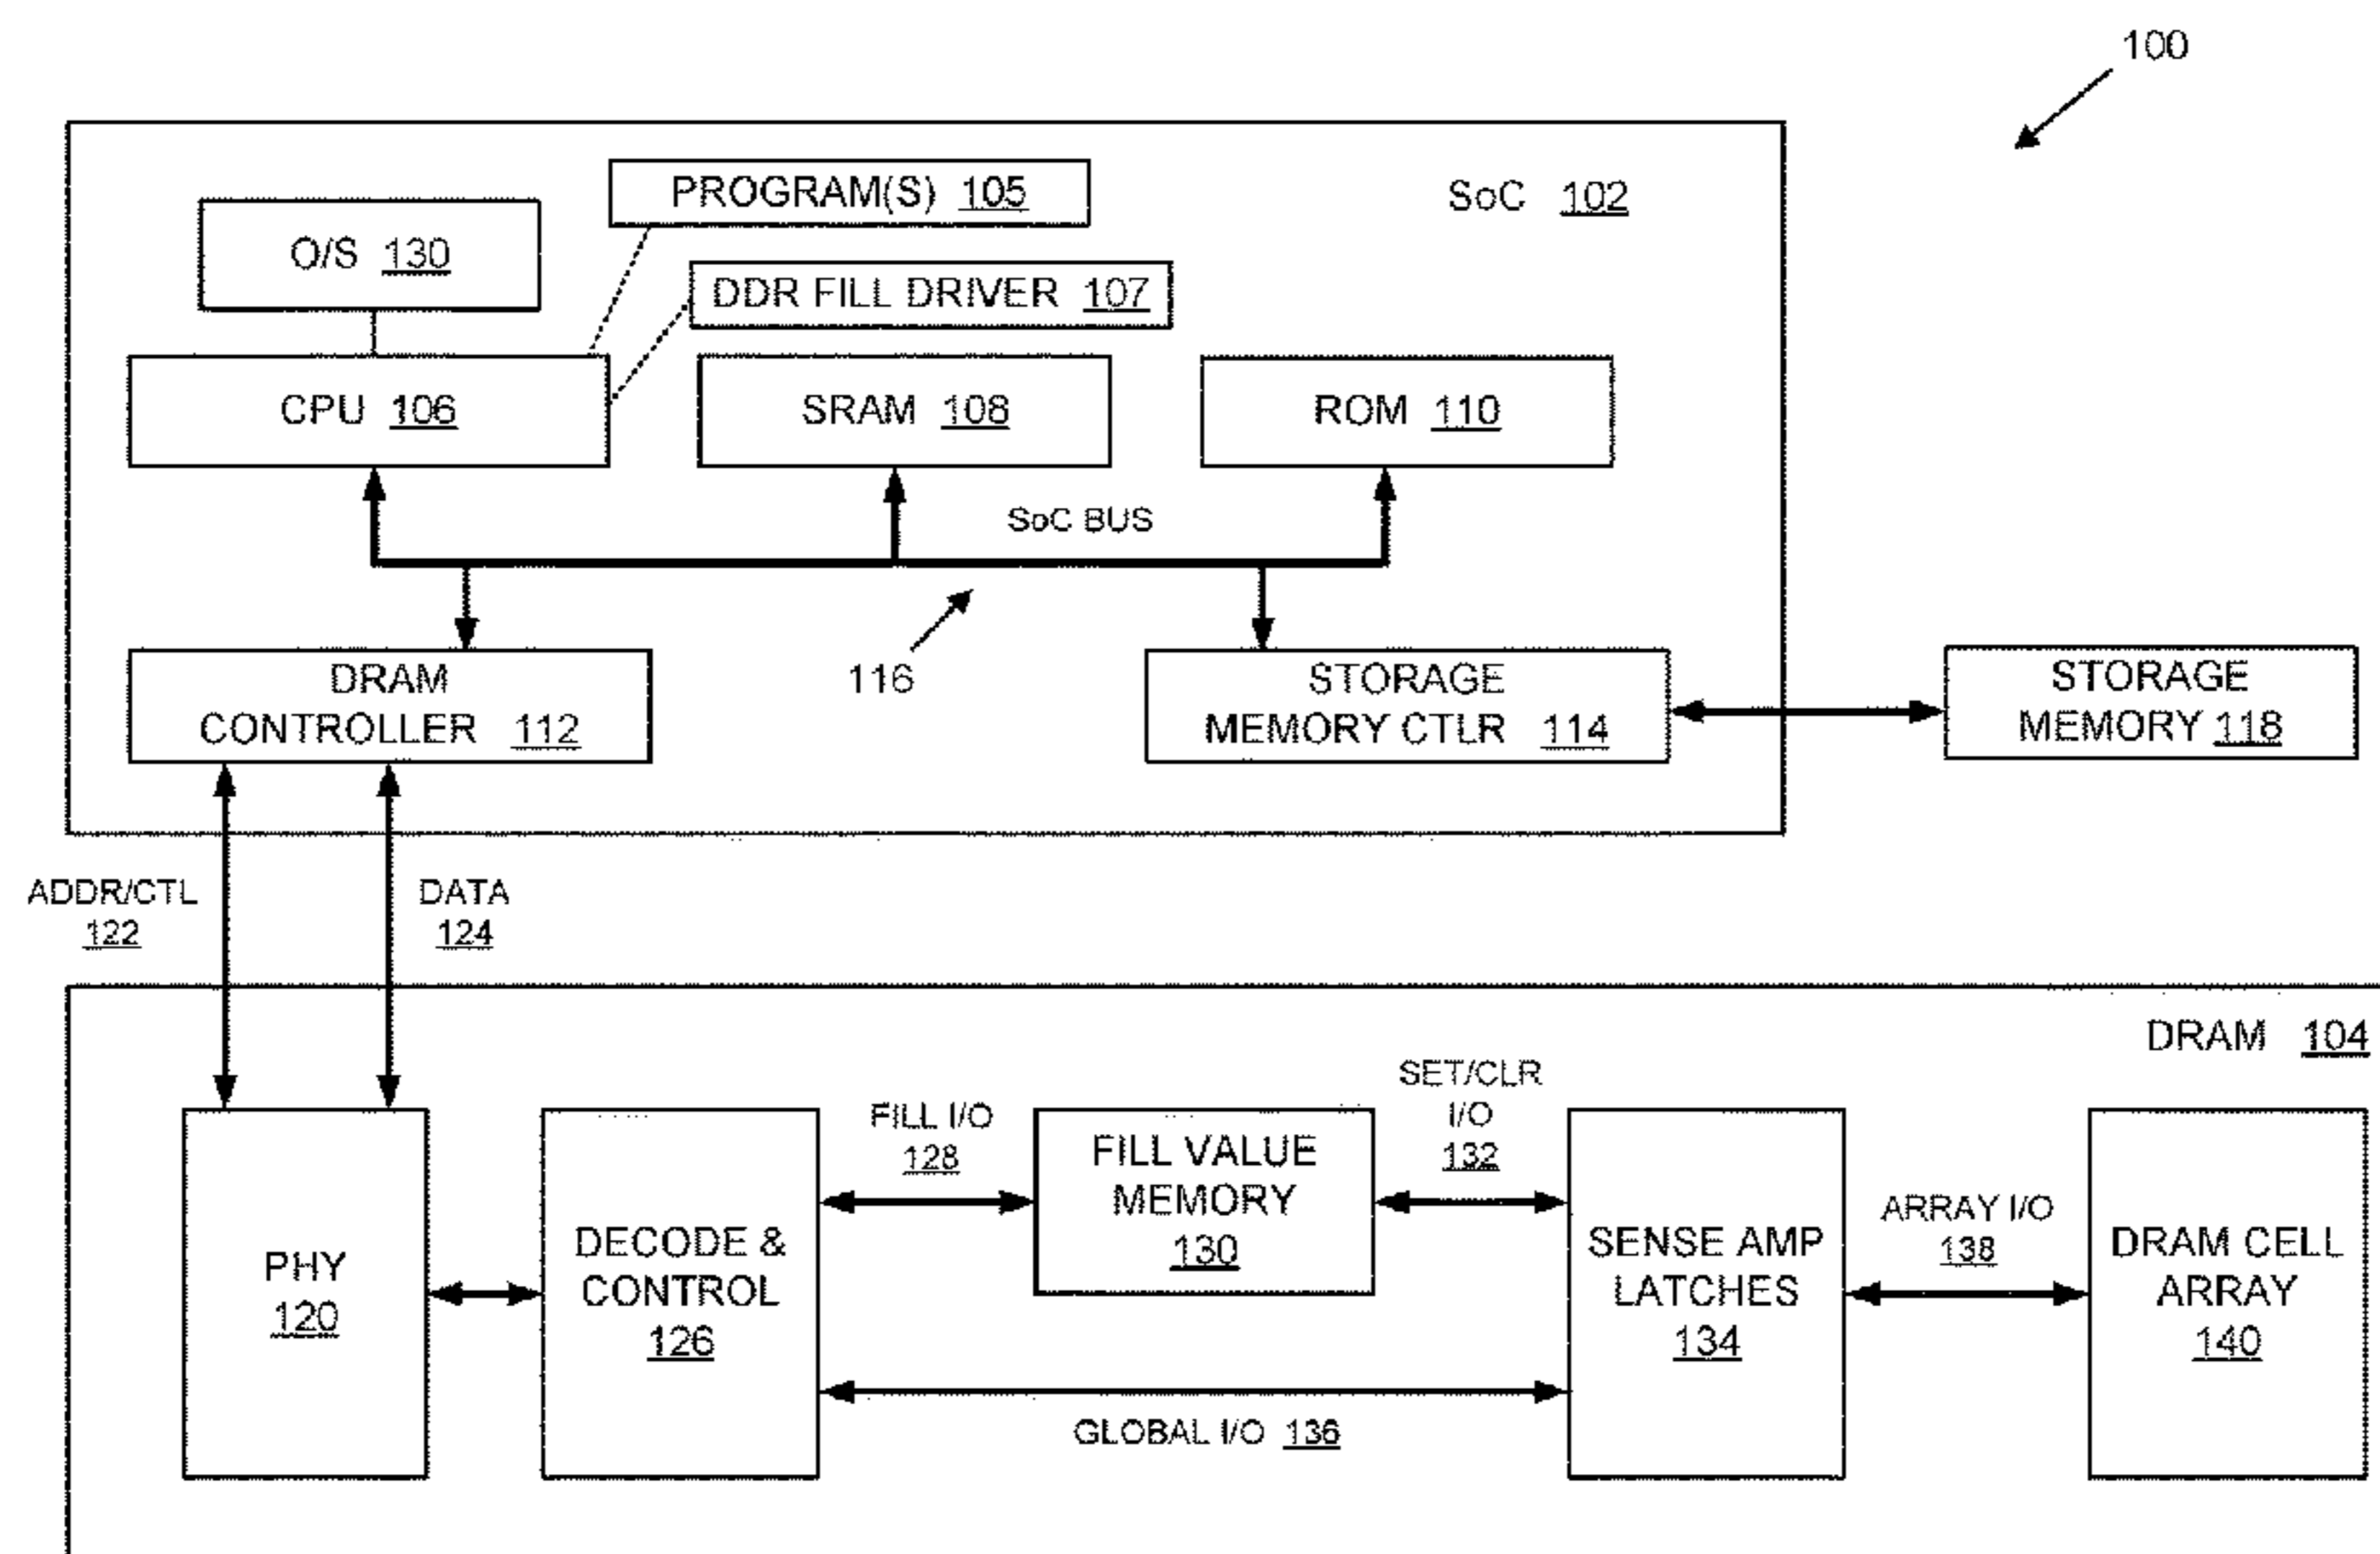 100
PROGRAM(S) 105
SoC 102
O/S 130
DDR FILL DRIVER 107
CPU 106
SRAM 108
ROM 110
SoC BUS
116
DRAM
CONTROLLER 112
STORAGE
MEMORY CTLR 114
STORAGE
MEMORY 118
ADDR/CTL
122
DATA
124
DRAM 104
PHY
120
DECODE &
CONTROL
126
FILL I/O
128
FILL VALUE
MEMORY
130
SET/CLR
I/O
132
SENSE AMP
LATCHES
134
ARRAY I/O
138
DRAM CELL
ARRAY
140
GLOBAL I/O 136